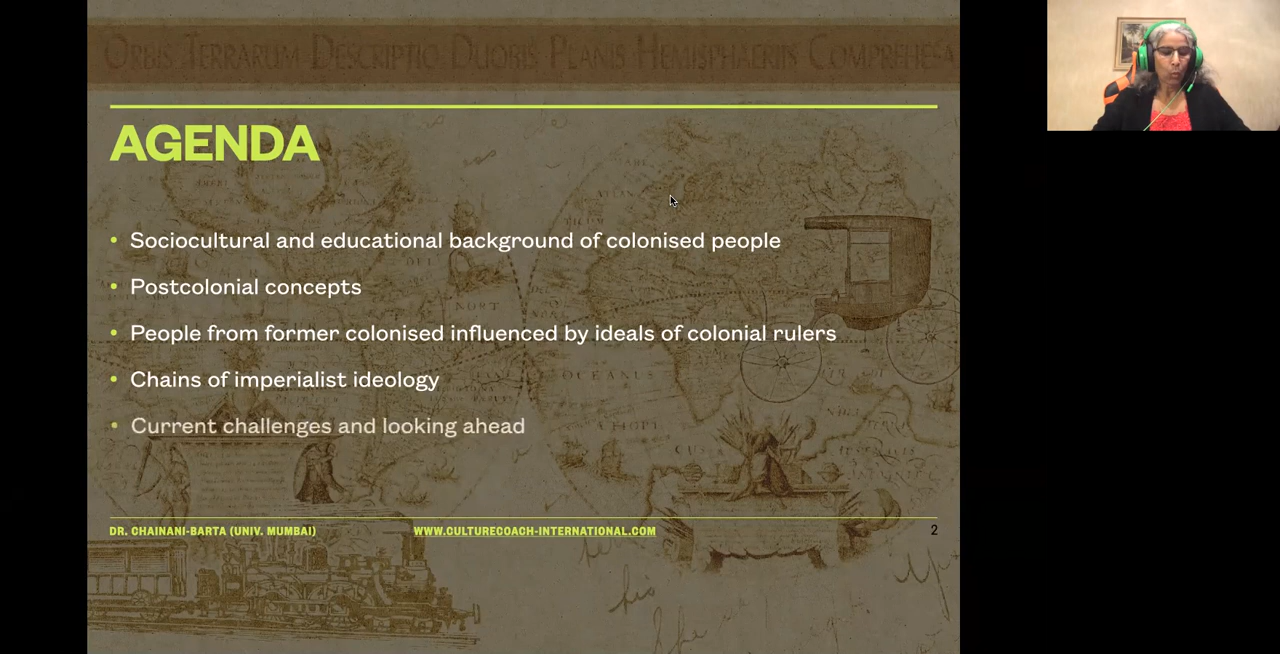 ORBIS TERRARUM DESCRIPTIO DUOBIS PLANIS HEMISPHAERIIS COMPREHESA
AGENDA
• Sociocultural and educational background of colonised people
• Postcolonial concepts
• People from former colonised influenced by ideals of colonial rulers
• Chains of imperialist ideology
• Current challenges and looking ahead
OCEANUS
DR. CHAINANI-BARTA (UNIV. MUMBAI) WWW.CULTURECOACH-INTERNATIONAL.COM 2